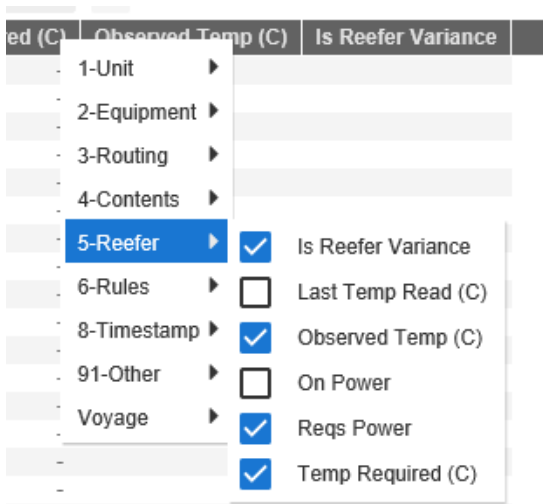 ed (C) Observed Temp (C) Is Reefer Variance
1-Unit
2-Equipment
3-Routing
4-Contents
5-Reefer
6-Rules
8-Timestamp
91-Other
Voyage
Is Reefer Variance
Last Temp Read (C)
Observed Temp (C)
On Power
Reqs Power
Temp Required (C)